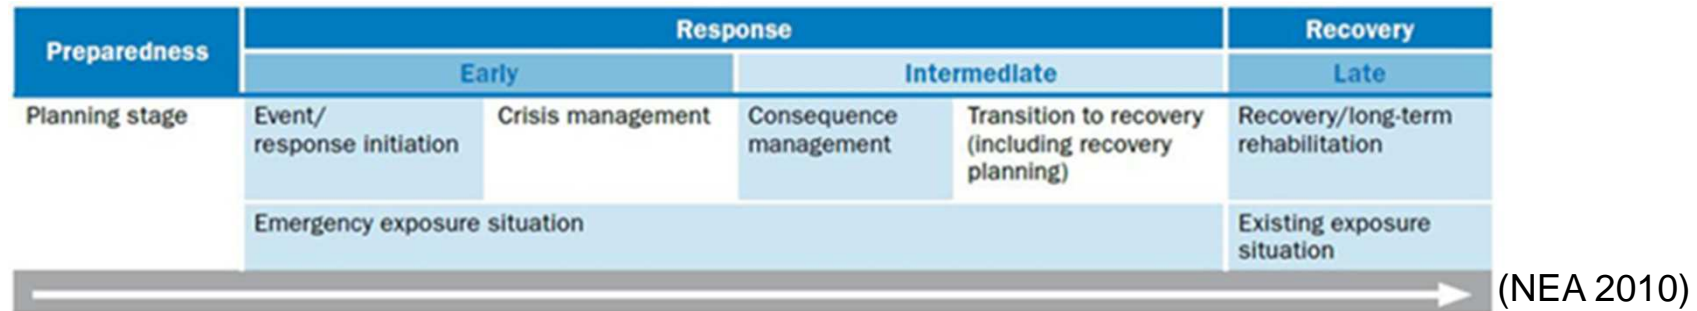 Preparedness
Response
Recovery
Early
Intermediate
Late
Planning stage
Event/
response initiation
Crisis management
Consequence
management
Transition to recovery
(including recovery
planning)
Recovery/long-term
rehabilitation
Emergency exposure situation
Existing exposure
situation
(NEA 2010)